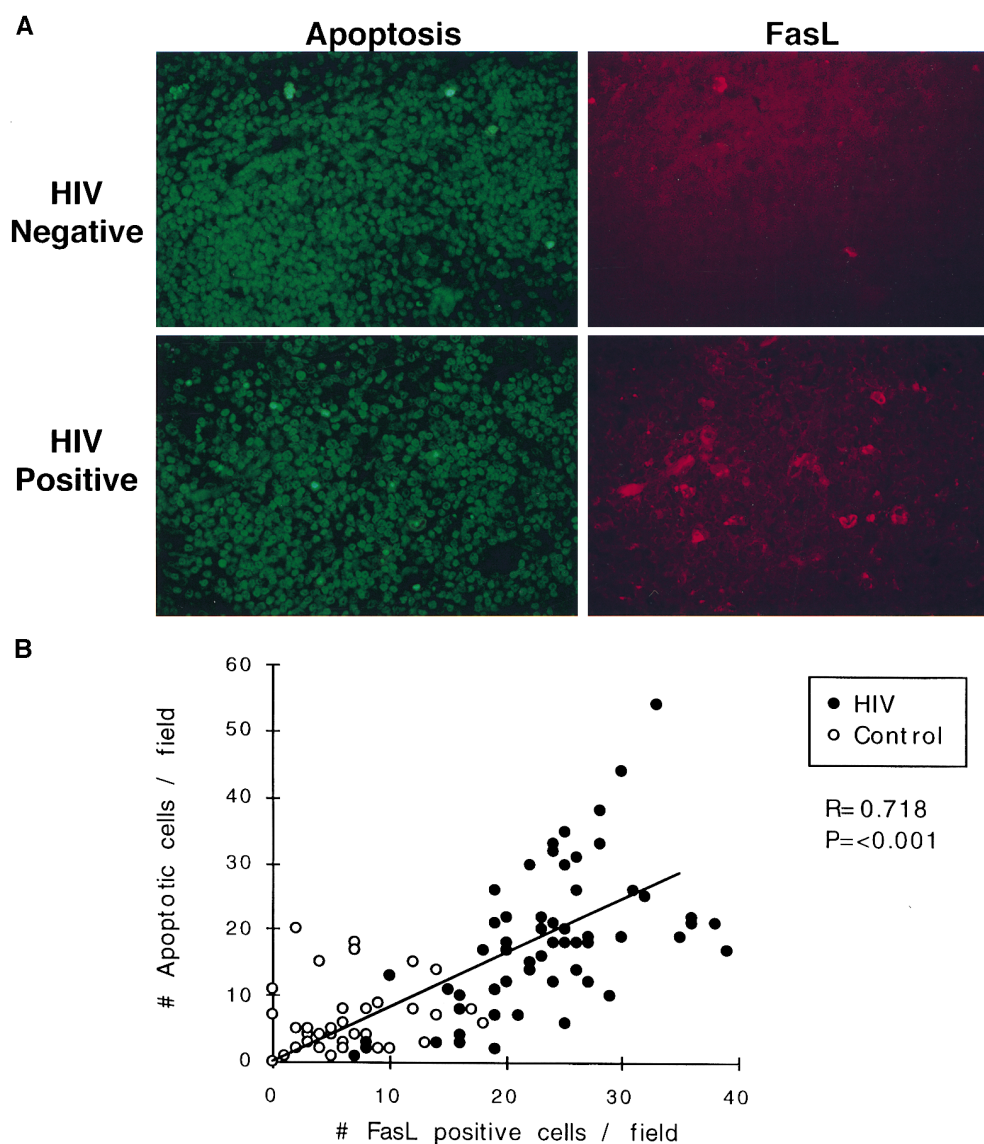 A
Apoptosis
FasL
HIV
Negative
HIV
Positive
B
# Apoptotic cells / field
60
50
40
30
20
10
0
0
10
20
30
40
# FasL positive cells / field
HIV
Control
R= 0.718
P=<0.001